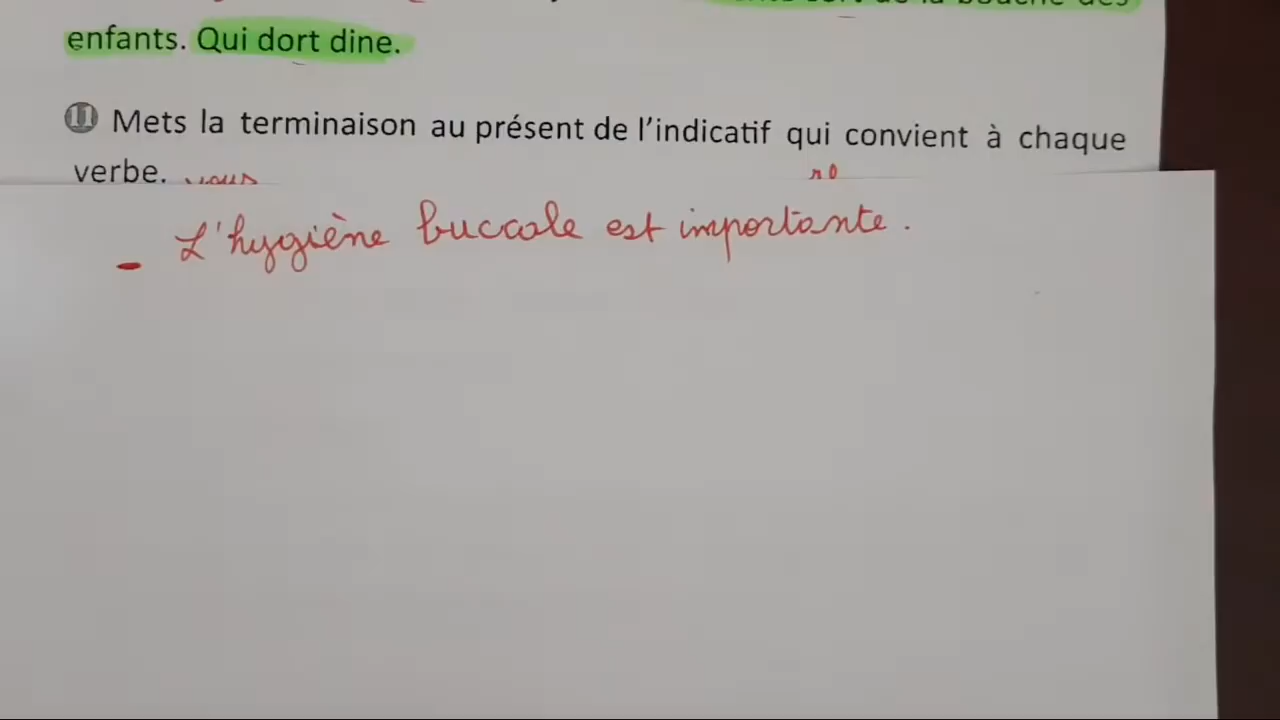 enfants. Qui dort dine.
11 Mets la terminaison au présent de l'indicatif qui convient à chaque
verbe. vous
L'hygiène buccale est importante.
-